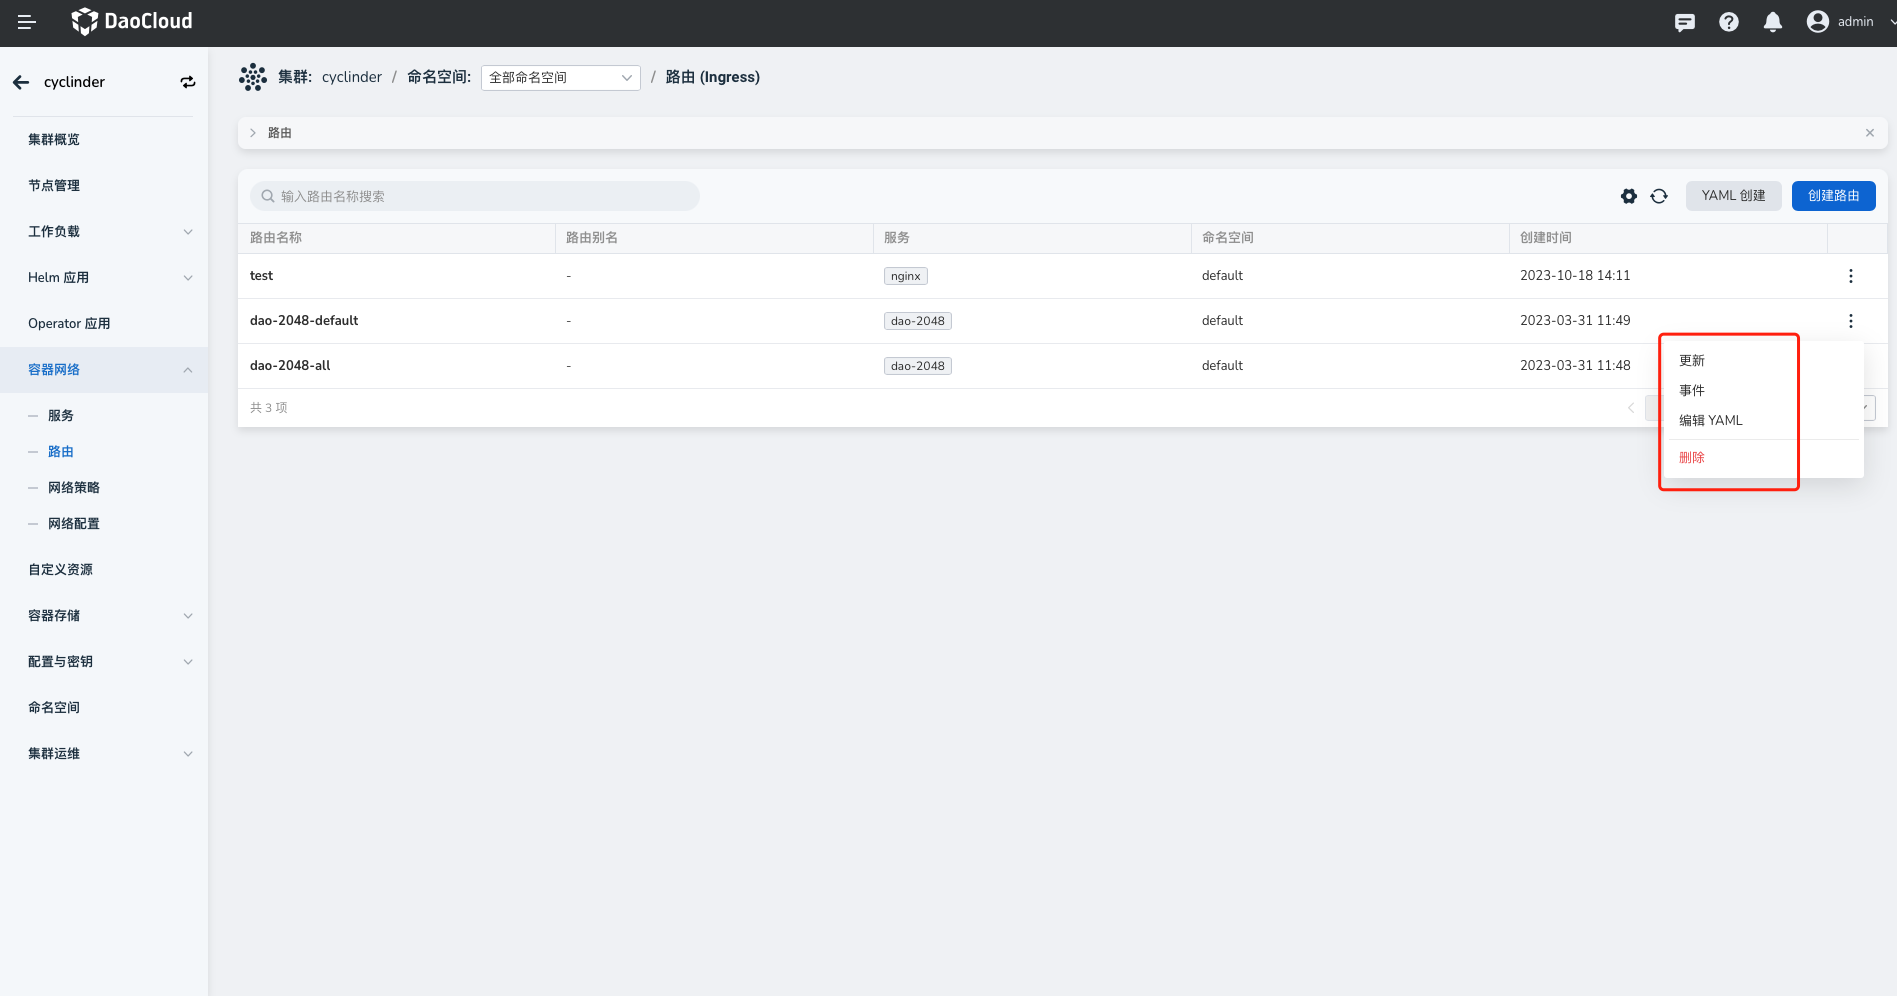 DaoCloud
admin
cyclinder
集群概览
节点管理
工作负载
Helm 应用
Operator 应用
容器网络
服务
路由
网络策略
网络配置
自定义资源
容器存储
配置与密钥
命名空间
集群运维
集群: cyclinder / 命名空间: 全部命名空间 / 路由 (Ingress)
路由
输入路由名称搜索
YAML 创建
创建路由
路由名称 路由别名 服务 命名空间 创建时间
test - nginx default 2023-10-18 14:11
dao-2048-default - dao-2048 default 2023-03-31 11:49
dao-2048-all - dao-2048 default 2023-03-31 11:48
共 3 项
更新
事件
编辑 YAML
删除